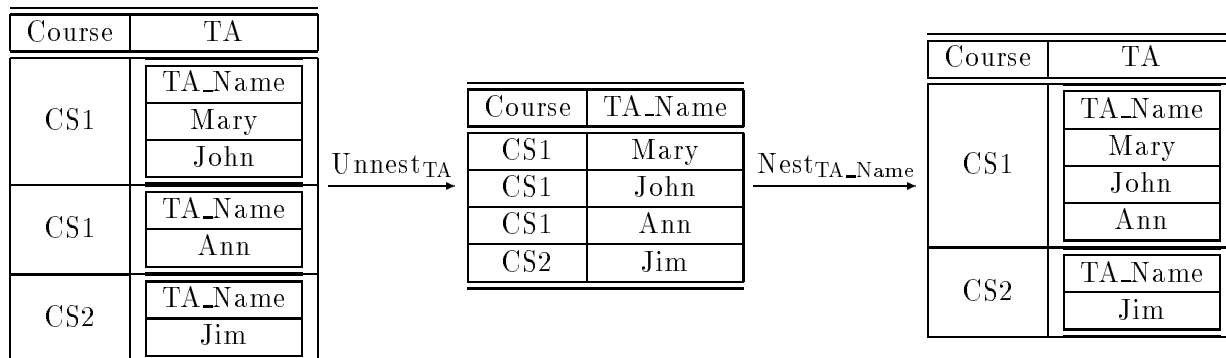 Course TA
CS1
TA_Name
Mary
John
CS1
TA_Name
Ann
CS2
TA_Name
Jim
Unnest_TA
Course TA_Name
CS1 Mary
CS1 John
CS1 Ann
CS2 Jim
Nest_TA_Name
Course TA
CS1
TA_Name
Mary
John
Ann
CS2
TA_Name
Jim